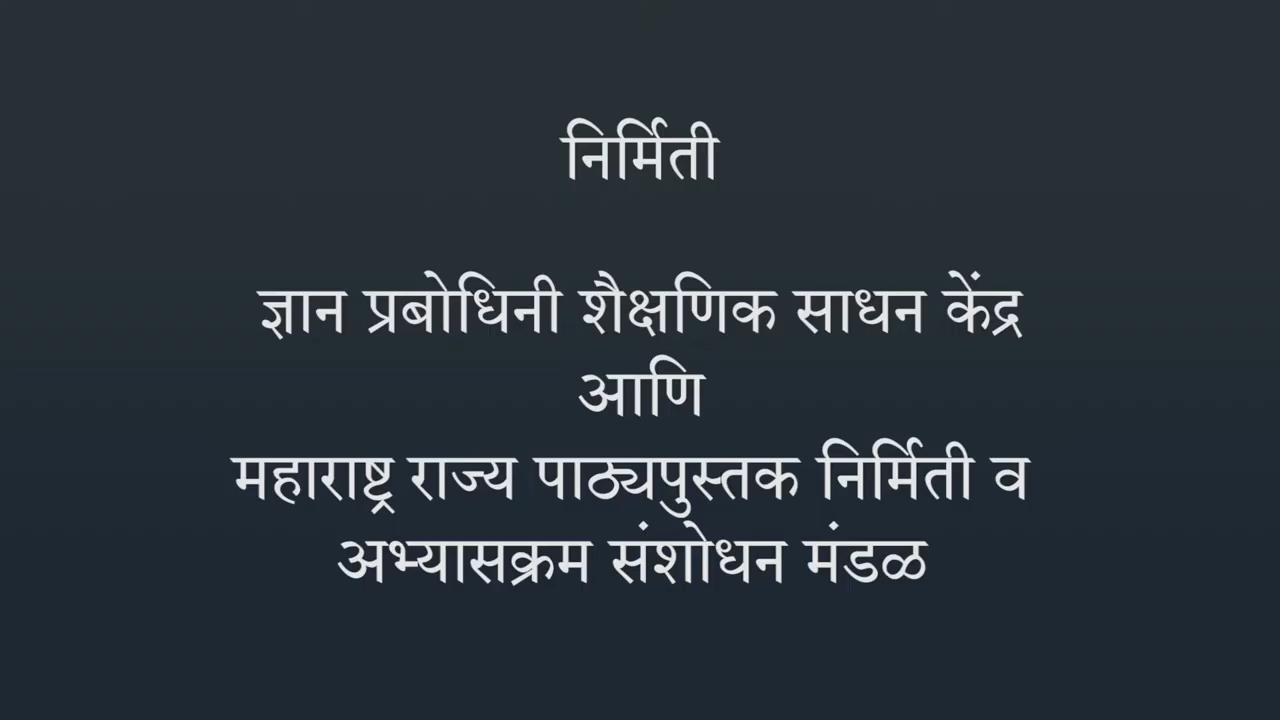 निर्मिती
ज्ञान प्रबोधिनी शैक्षणिक साधन केंद्र
आणि
महाराष्ट्र राज्य पाठ्यपुस्तक निर्मिती व
अभ्यासक्रम संशोधन मंडळ